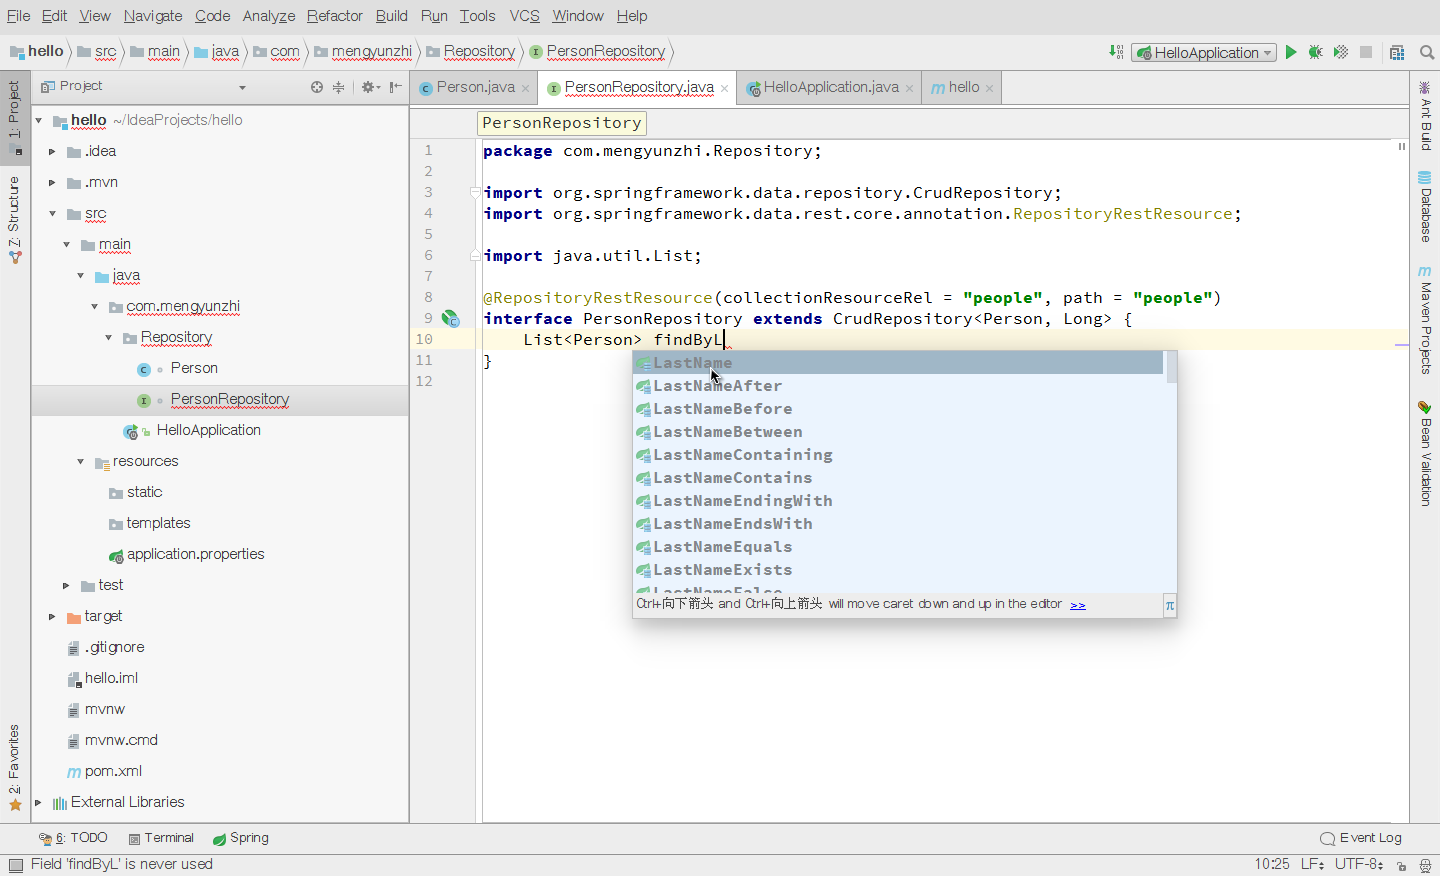 File Edit View Navigate Code Analyze Refactor Build Run Tools VCS Window Help
hello src main java com mengyunzhi Repository PersonRepository HelloApplication
1: Project
Z: Structure
2: Favorites
Project
hello ~/IdeaProjects/hello
.idea
.mvn
src
main
java
com.mengyunzhi
Repository
Person
PersonRepository
HelloApplication
resources
static
templates
application.properties
test
target
.gitignore
hello.iml
mvnw
mvnw.cmd
pom.xml
External Libraries
Person.java PersonRepository.java HelloApplication.java hello
PersonRepository
1 package com.mengyunzhi.Repository;
2
3 import org.springframework.data.repository.CrudRepository;
4 import org.springframework.data.rest.core.annotation.RepositoryRestResource;
5
6 import java.util.List;
7
8 @RepositoryRestResource(collectionResourceRel = "people", path = "people")
9 interface PersonRepository extends CrudRepository<Person, Long> {
10 List<Person> findByL
11 }
12
LastName
LastNameAfter
LastNameBefore
LastNameBetween
LastNameContaining
LastNameContains
LastNameEndingWith
LastNameEndsWith
LastNameEquals
LastNameExists
LastNameFalse
Ctrl+向下箭头 and Ctrl+向上箭头 will move caret down and up in the editor >> π
Ant Build
Database
Maven Projects
Bean Validation
6: TODO Terminal Spring Event Log
Field 'findByL' is never used 10:25 LF UTF-8